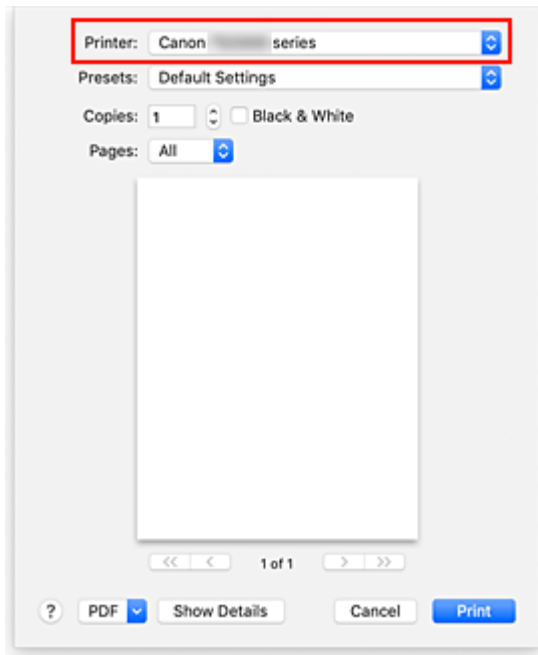 Printer: Canon series
Presets: Default Settings
Copies: 1 Black & White
Pages: All
<< < 1 of 1 > >>
? PDF Show Details Cancel Print